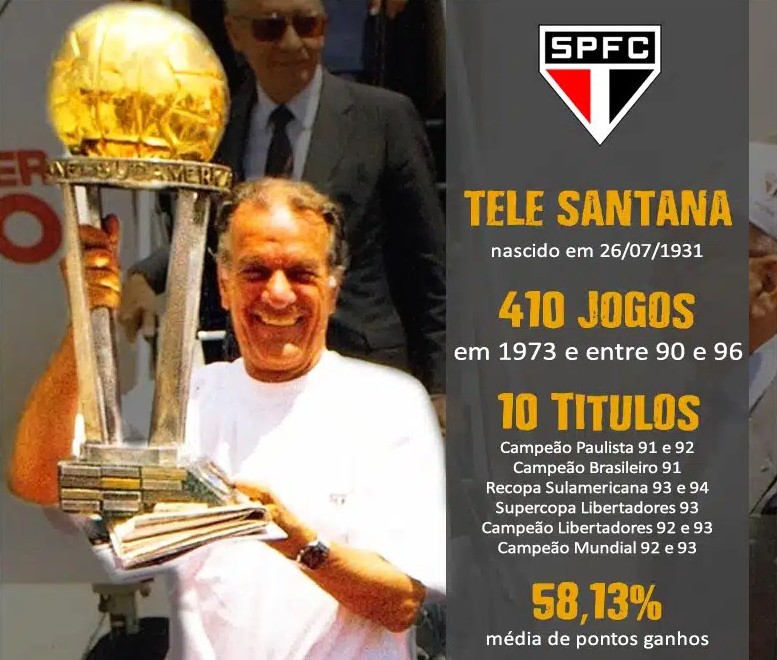 SPFC
TELE SANTANA
nascido em 26/07/1931
410 JOGOS
em 1973 e entre 90 e 96
10 TITULOS
Campeão Paulista 91 e 92
Campeão Brasileiro 91
Recopa Sulamericana 93 e 94
Supercopa Libertadores 93
Campeão Libertadores 92 e 93
Campeão Mundial 92 e 93
58,13%
média de pontos ganhos